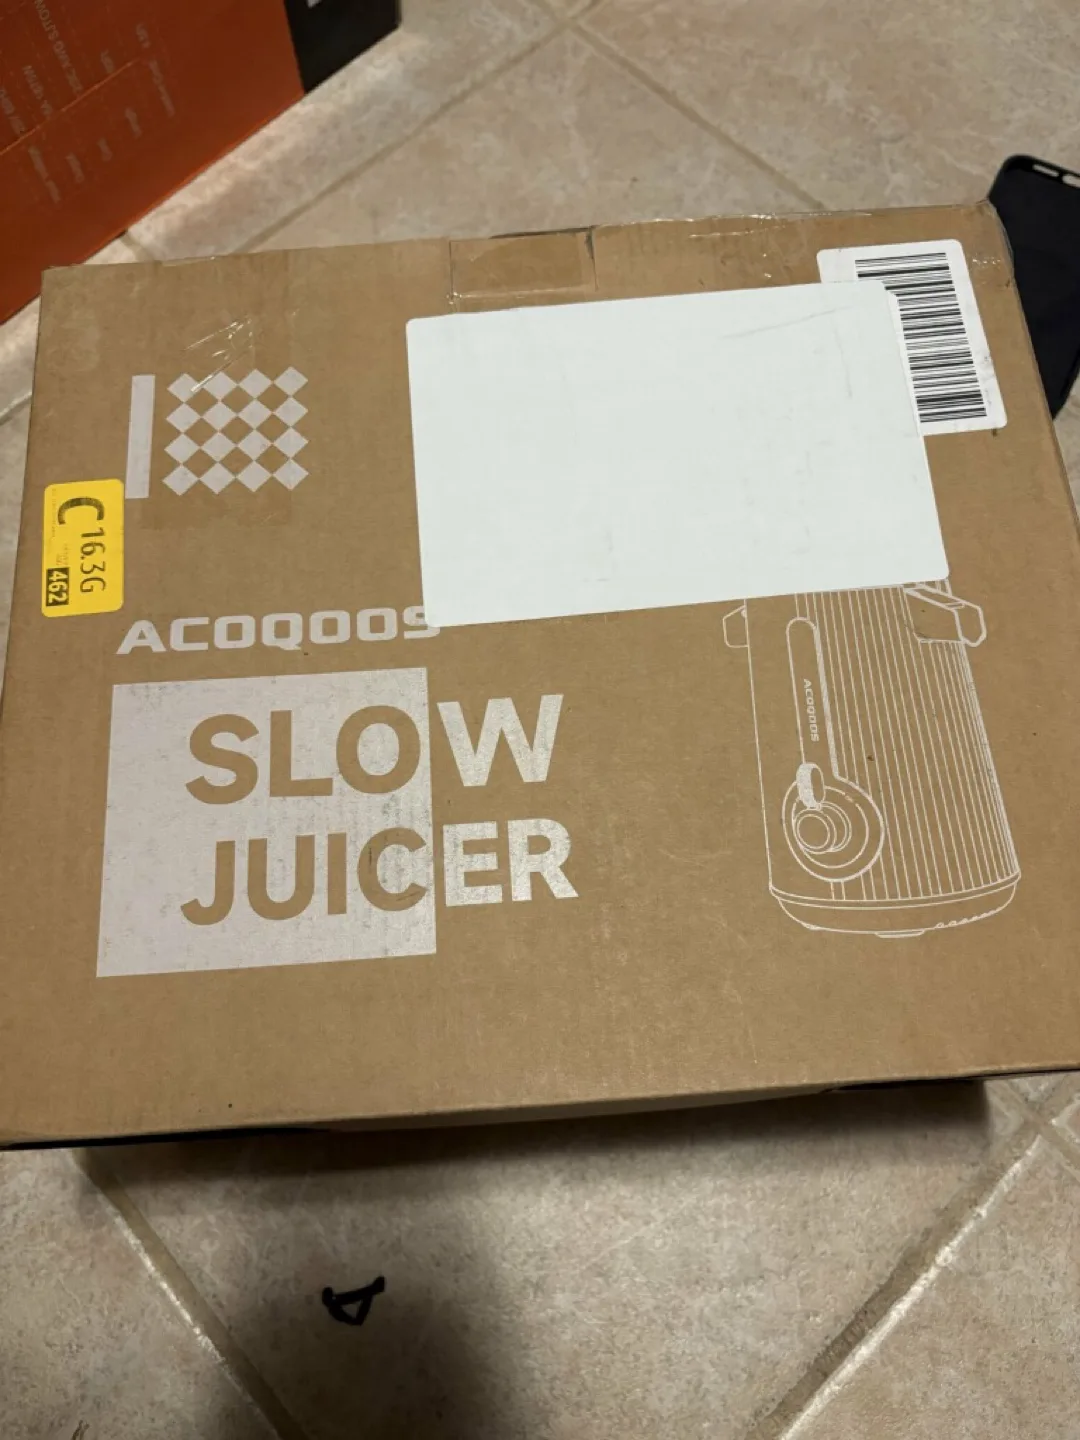 C 16.3G
462
ACOQOOS
SLOW
JUICER
ACOQOOS